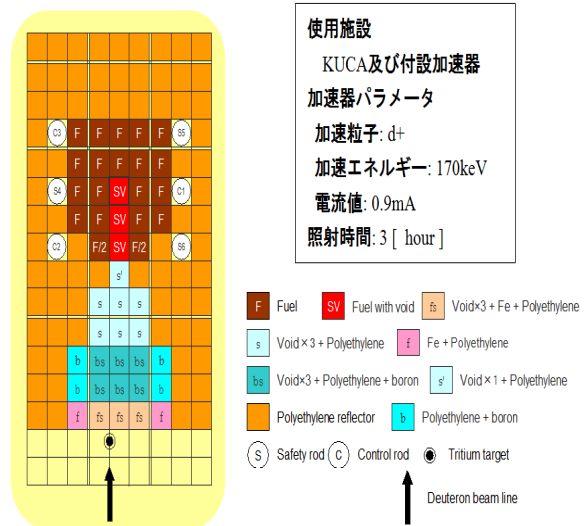 使用施設
KUCA及び付設加速器
加速器パラメータ
加速粒子: d+
加速エネルギー: 170keV
電流値: 0.9mA
照射時間: 3 [ hour ]
C3 F F F F F S5
F F F F F
S4 F F SV F F C1
F F SV F F
C2 F/2 SV F/2 S6
s'
s s s
s s s
b bs bs bs b
b bs bs bs b
f fs fs fs f
F Fuel SV Fuel with void fs Void×3 + Fe + Polyethylene
s Void × 3 + Polyethylene f Fe + Polyethylene
bs Void×3 + Polyethylene + boron s' Void × 1 + Polyethylene
Polyethylene reflector b Polyethylene + boron
S Safety rod C Control rod Tritium target
Deuteron beam line